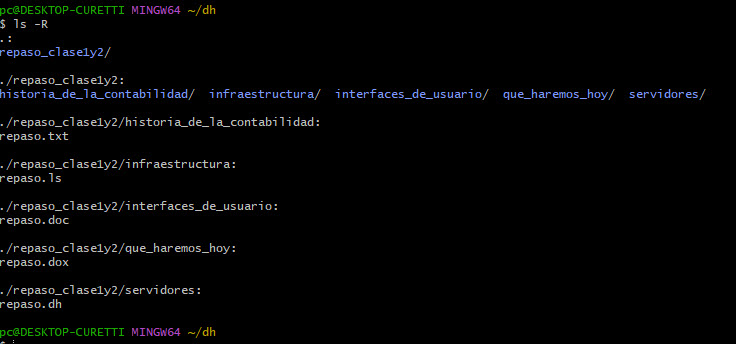 pc@DESKTOP-CURETTI MINGW64 ~/dh
$ ls -R
.:
repaso_clase1y2/
./repaso_clase1y2:
historia_de_la_contabilidad/  infraestructura/  interfaces_de_usuario/  que_haremos_hoy/  servidores/
./repaso_clase1y2/historia_de_la_contabilidad:
repaso.txt
./repaso_clase1y2/infraestructura:
repaso.ls
./repaso_clase1y2/interfaces_de_usuario:
repaso.doc
./repaso_clase1y2/que_haremos_hoy:
repaso.dox
./repaso_clase1y2/servidores:
repaso.dh
pc@DESKTOP-CURETTI MINGW64 ~/dh
$